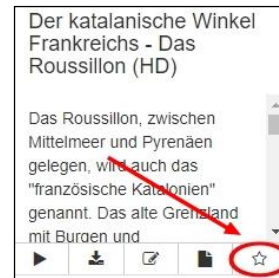 Der katalanische Winkel
Frankreichs - Das
Roussillon (HD)
Das Roussillon, zwischen
Mittelmeer und Pyrenäen
gelegen, wird auch das
"französische Katalonien"
genannt. Das alte Grenzland
mit Burgen und